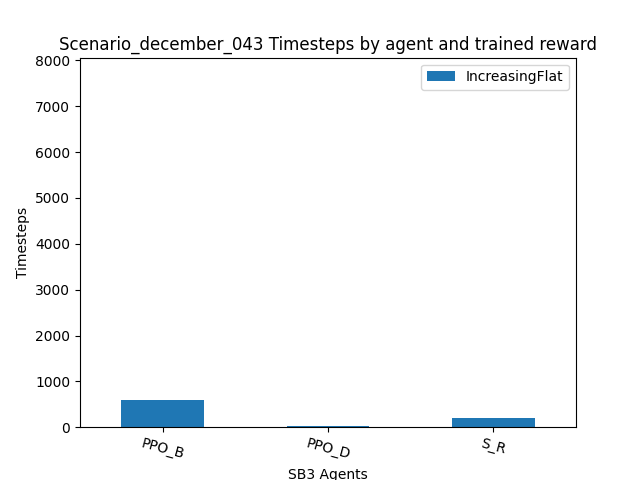 Scenario_december_043 Timesteps by agent and trained reward
IncreasingFlat
8000
7000
6000
5000
4000
3000
2000
1000
0
Timesteps
PPO_B
PPO_D
S_R
SB3 Agents